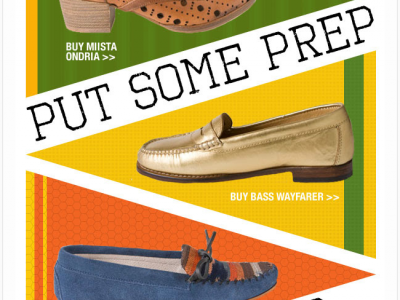 BUY MIISTA
ONDRIA >>
PUT SOME PREP
BUY BASS WAYFARER >>